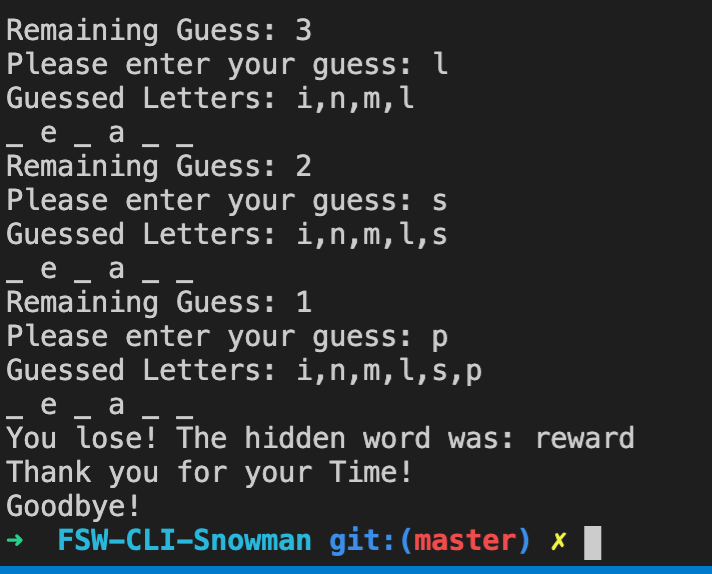 Remaining Guess: 3
Please enter your guess: l
Guessed Letters: i,n,m,l
_ e _ a _ _
Remaining Guess: 2
Please enter your guess: s
Guessed Letters: i,n,m,l,s
_ e _ a _ _
Remaining Guess: 1
Please enter your guess: p
Guessed Letters: i,n,m,l,s,p
_ e _ a _ _
You lose! The hidden word was: reward
Thank you for your Time!
Goodbye!
➜  FSW-CLI-Snowman git:(master) ✗